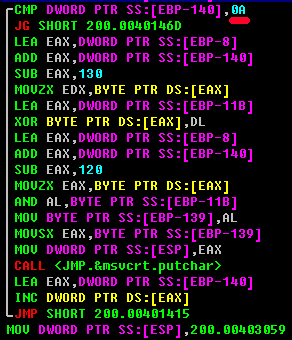 CMP DWORD PTR SS:[EBP-140],0A
JG SHORT 200.0040146D
LEA EAX,DWORD PTR SS:[EBP-8]
ADD EAX,DWORD PTR SS:[EBP-140]
SUB EAX,130
MOVZX EDX,BYTE PTR DS:[EAX]
LEA EAX,DWORD PTR SS:[EBP-11B]
XOR BYTE PTR DS:[EAX],DL
LEA EAX,DWORD PTR SS:[EBP-8]
ADD EAX,DWORD PTR SS:[EBP-140]
SUB EAX,120
MOVZX EAX,BYTE PTR DS:[EAX]
AND AL,BYTE PTR SS:[EBP-11B]
MOV BYTE PTR SS:[EBP-139],AL
MOVSX EAX,BYTE PTR SS:[EBP-139]
MOV DWORD PTR SS:[ESP],EAX
CALL <JMP.&msvcrt.putchar>
LEA EAX,DWORD PTR SS:[EBP-140]
INC DWORD PTR DS:[EAX]
JMP SHORT 200.00401415
MOV DWORD PTR SS:[ESP],200.00403059